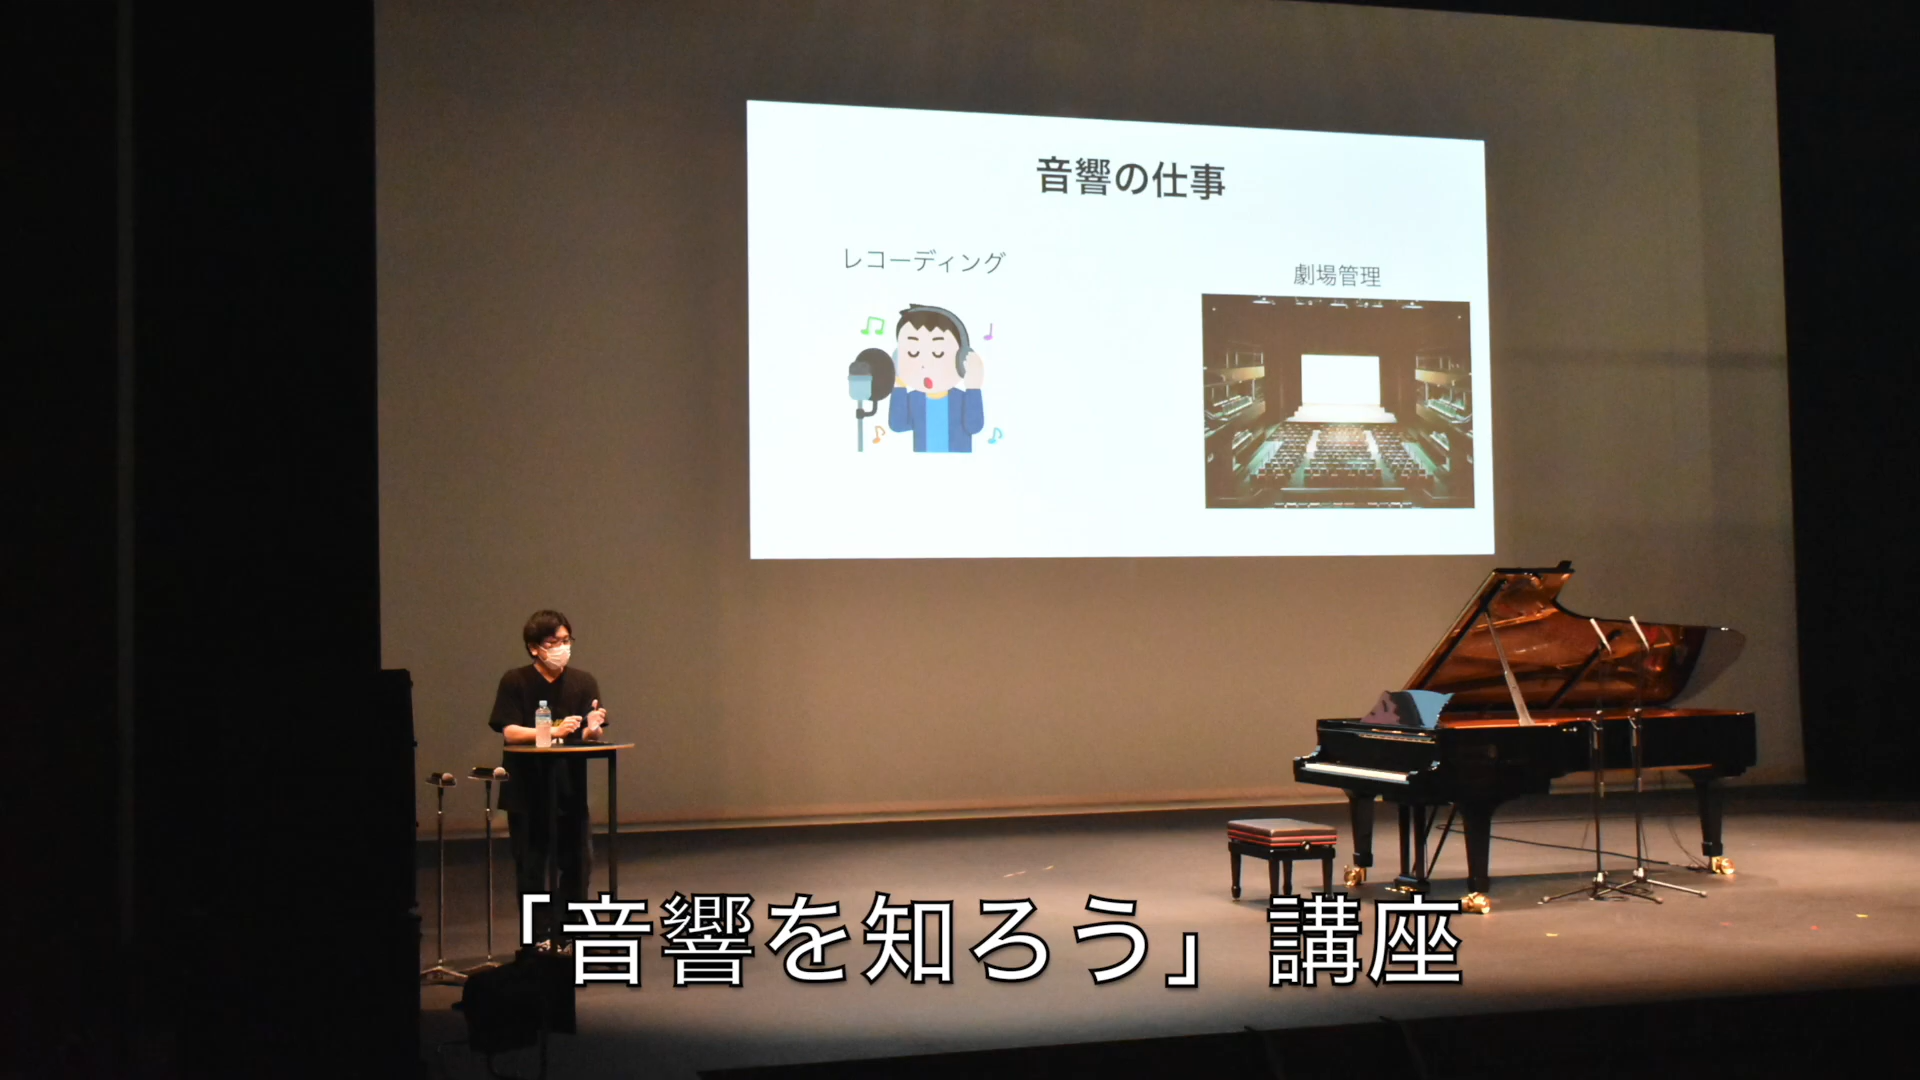 音響の仕事
レコーディング
劇場管理
「音響を知ろう」講座